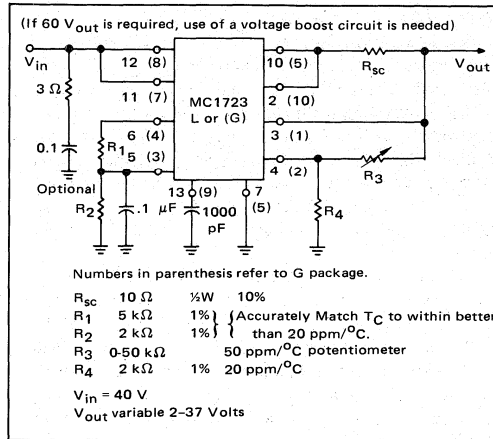 (If 60 Vout is required, use of a voltage boost circuit is needed)
Vin
12 (8)
10 (5)
Rsc
Vout
3 Ω
11 (7)
MC1723
L or (G)
2 (10)
6 (4)
3 (1)
0.1
R1
5 (3)
4 (2)
R3
Optional
13 (9)
7 (5)
R2
.1 μF
1000 pF
R4
Numbers in parenthesis refer to G package.
Rsc 10 Ω ½W 10%
R1 5 kΩ 1% } { Accurately Match TC to within better
R2 2 kΩ 1% } { than 20 ppm/°C.
R3 0-50 kΩ 50 ppm/°C potentiometer
R4 2 kΩ 1% 20 ppm/°C
Vin = 40 V
Vout variable 2–37 Volts